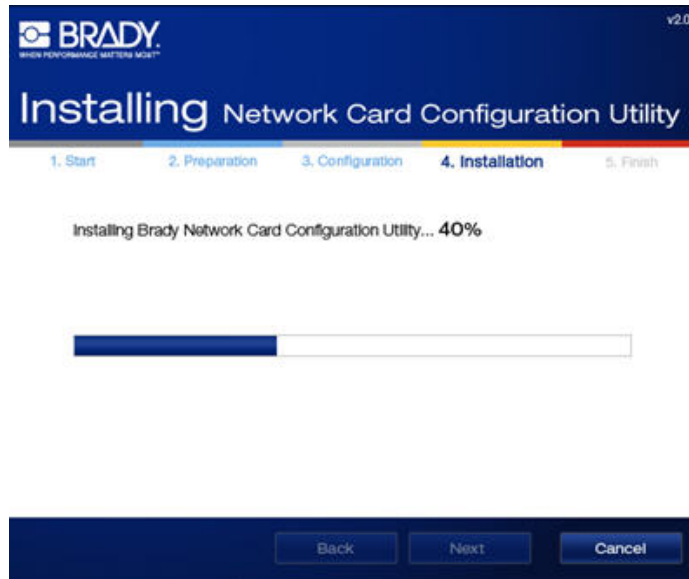 v2.0
BRADY.
WHEN PERFORMANCE MATTERS MOST™
Installing Network Card Configuration Utility
1. Start 2. Preparation 3. Configuration 4. Installation 5. Finish
Installing Brady Network Card Configuration Utility... 40%
Back Next Cancel